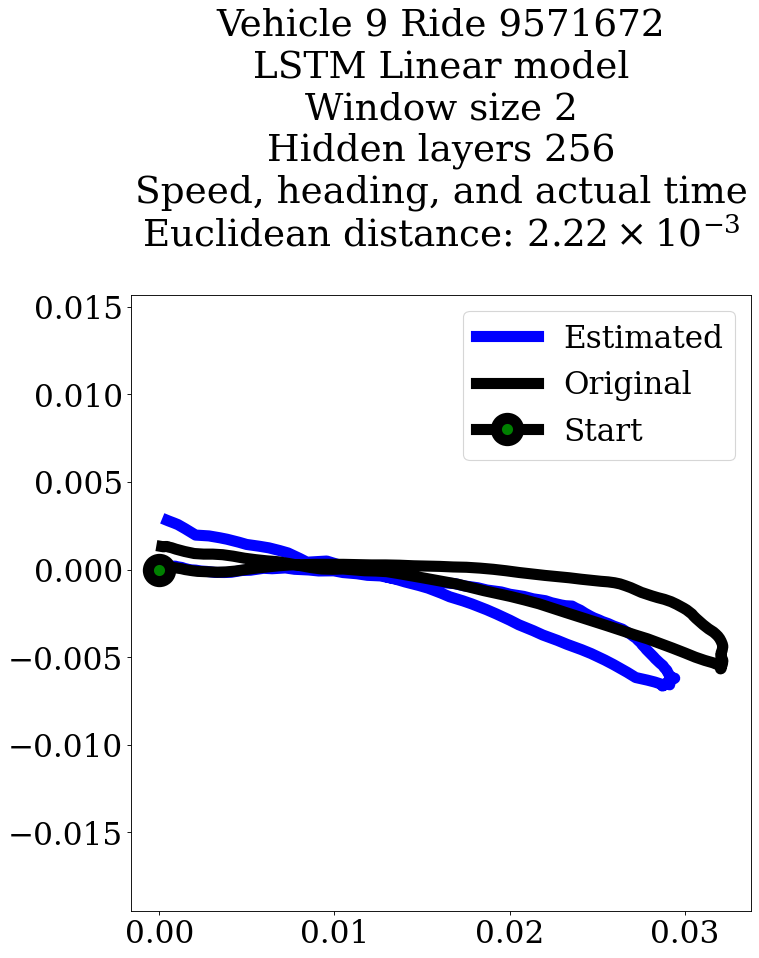 Vehicle 9 Ride 9571672
LSTM Linear model
Window size 2
Hidden layers 256
Speed, heading, and actual time
Euclidean distance: 2.22 × 10⁻³
Estimated
Original
Start
0.015
0.010
0.005
0.000
−0.005
−0.010
−0.015
0.00 0.01 0.02 0.03